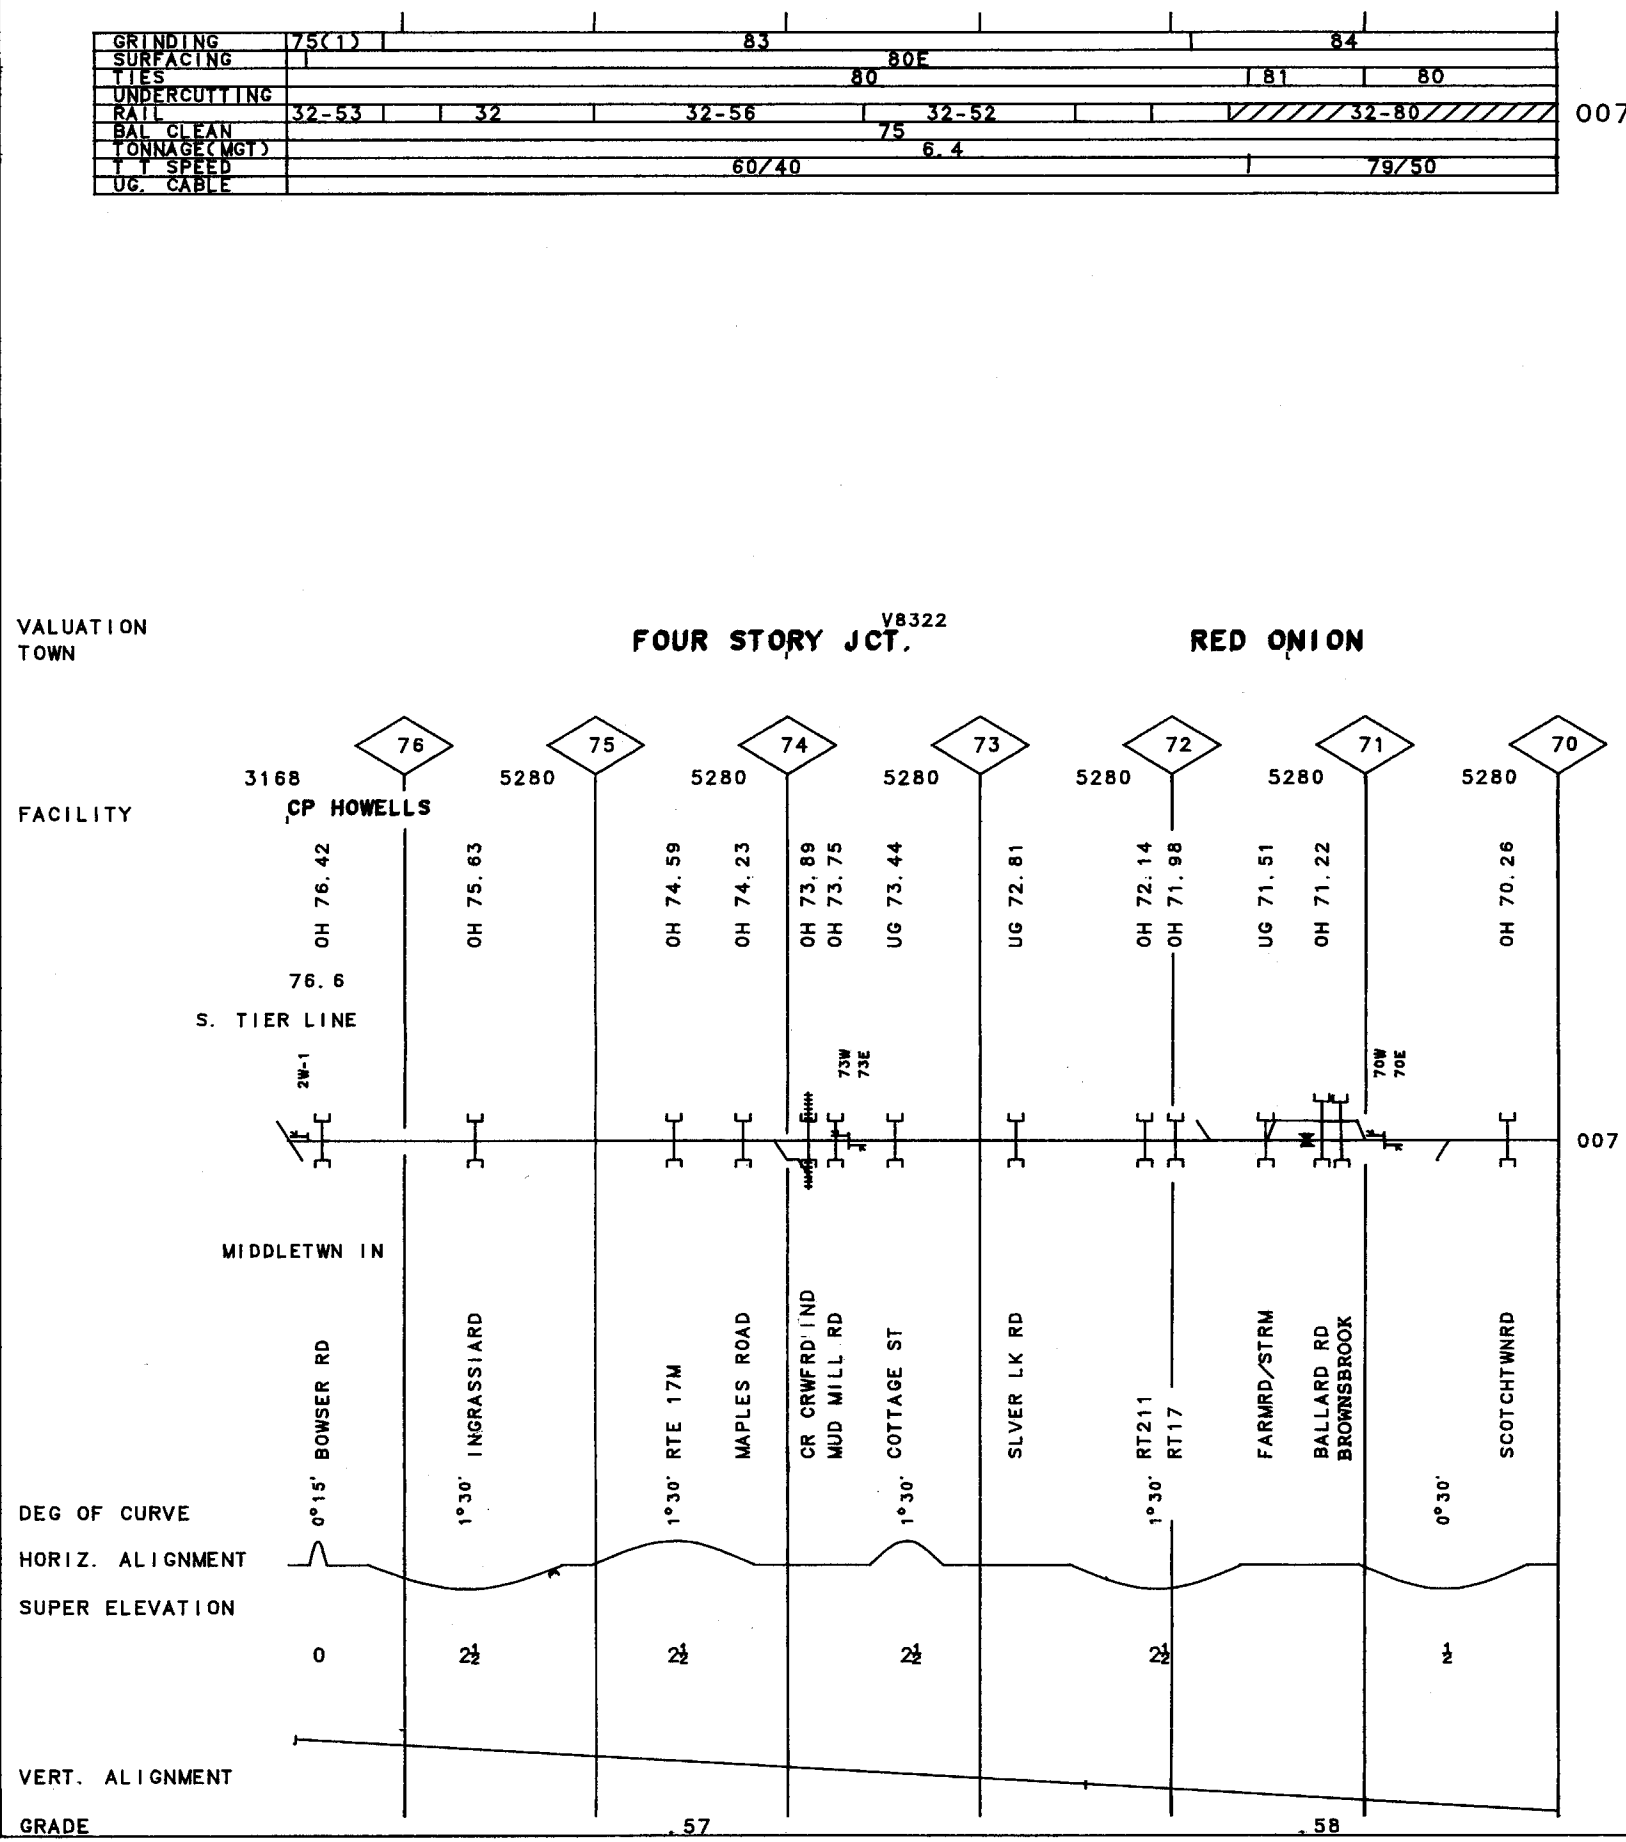 GRINDING 75(1) 83 84
SURFACING 80E
TIES 80 81 80
UNDERCUTTING
RAIL 32-53 32 32-56 32-52 32-80 007
BAL CLEAN 75
TONNAGE(MGT) 6.4
T T SPEED 60/40 79/50
UG. CABLE
VALUATION V8322
TOWN FOUR STORY JCT. RED ONION
76 75 74 73 72 71 70
3168 5280 5280 5280 5280 5280 5280
FACILITY CP HOWELLS
OH 76.42
OH 75.63
OH 74.59
OH 74.23
OH 73.89
OH 73.75
UG 73.44
UG 72.81
OH 72.14
OH 71.98
UG 71.51
OH 71.22
OH 70.26
76.6
S. TIER LINE
2W-1
73W
73E
70W
70E
007
MIDDLETWN IN
BOWSER RD
INGRASSIARD
RTE 17M
MAPLES ROAD
CR CRWFRD IND
MUD MILL RD
COTTAGE ST
SLVER LK RD
RT211
RT17
FARMRD/STRM
BALLARD RD
BROWNSBROOK
SCOTCHTWNRD
DEG OF CURVE 0°15' 1°30' 1°30' 1°30' 1°30' 0°30'
HORIZ. ALIGNMENT
SUPER ELEVATION
0 2½ 2½ 2½ 2½ ½
VERT. ALIGNMENT
GRADE .57 .58